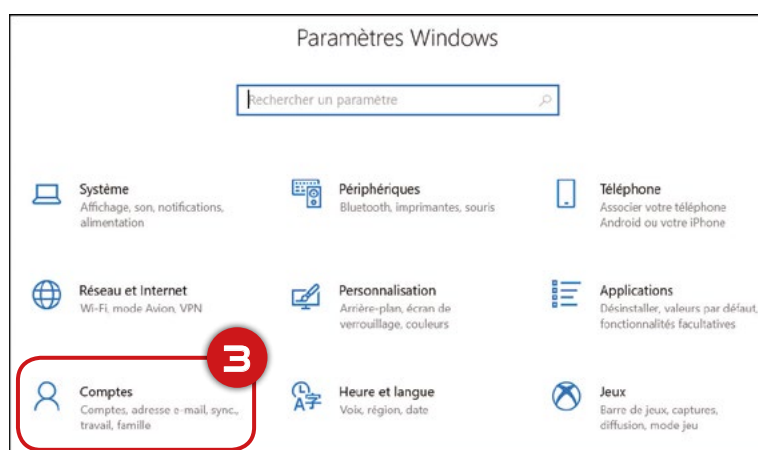 Paramètres Windows
Rechercher un paramètre
Système
Affichage, son, notifications,
alimentation
Périphériques
Bluetooth, imprimantes, souris
Téléphone
Associer votre téléphone
Android ou votre iPhone
Réseau et Internet
Wi-Fi, mode Avion, VPN
Personnalisation
Arrière-plan, écran de
verrouillage, couleurs
Applications
Désinstaller, valeurs par défaut,
fonctionnalités facultatives
3
Comptes
Comptes, adresse e-mail, sync.,
travail, famille
Heure et langue
Voix, région, date
Jeux
Barre de jeux, captures,
diffusion, mode jeu